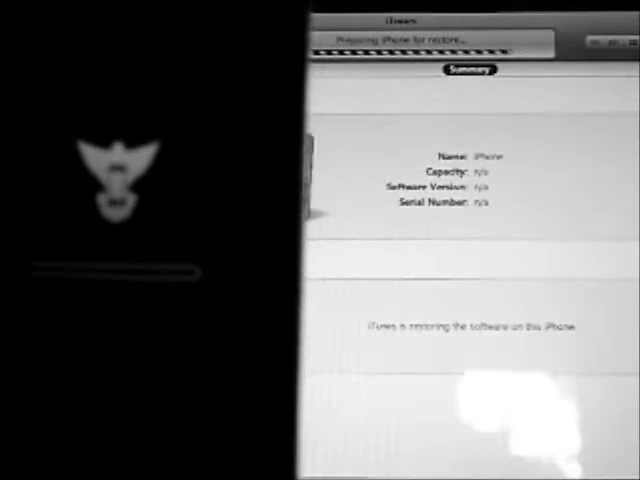 iTunes
Preparing iPhone for restore...
Summary
Name: iPhone
Capacity: n/a
Software Version: n/a
Serial Number: n/a
iTunes is restoring the software on this iPhone